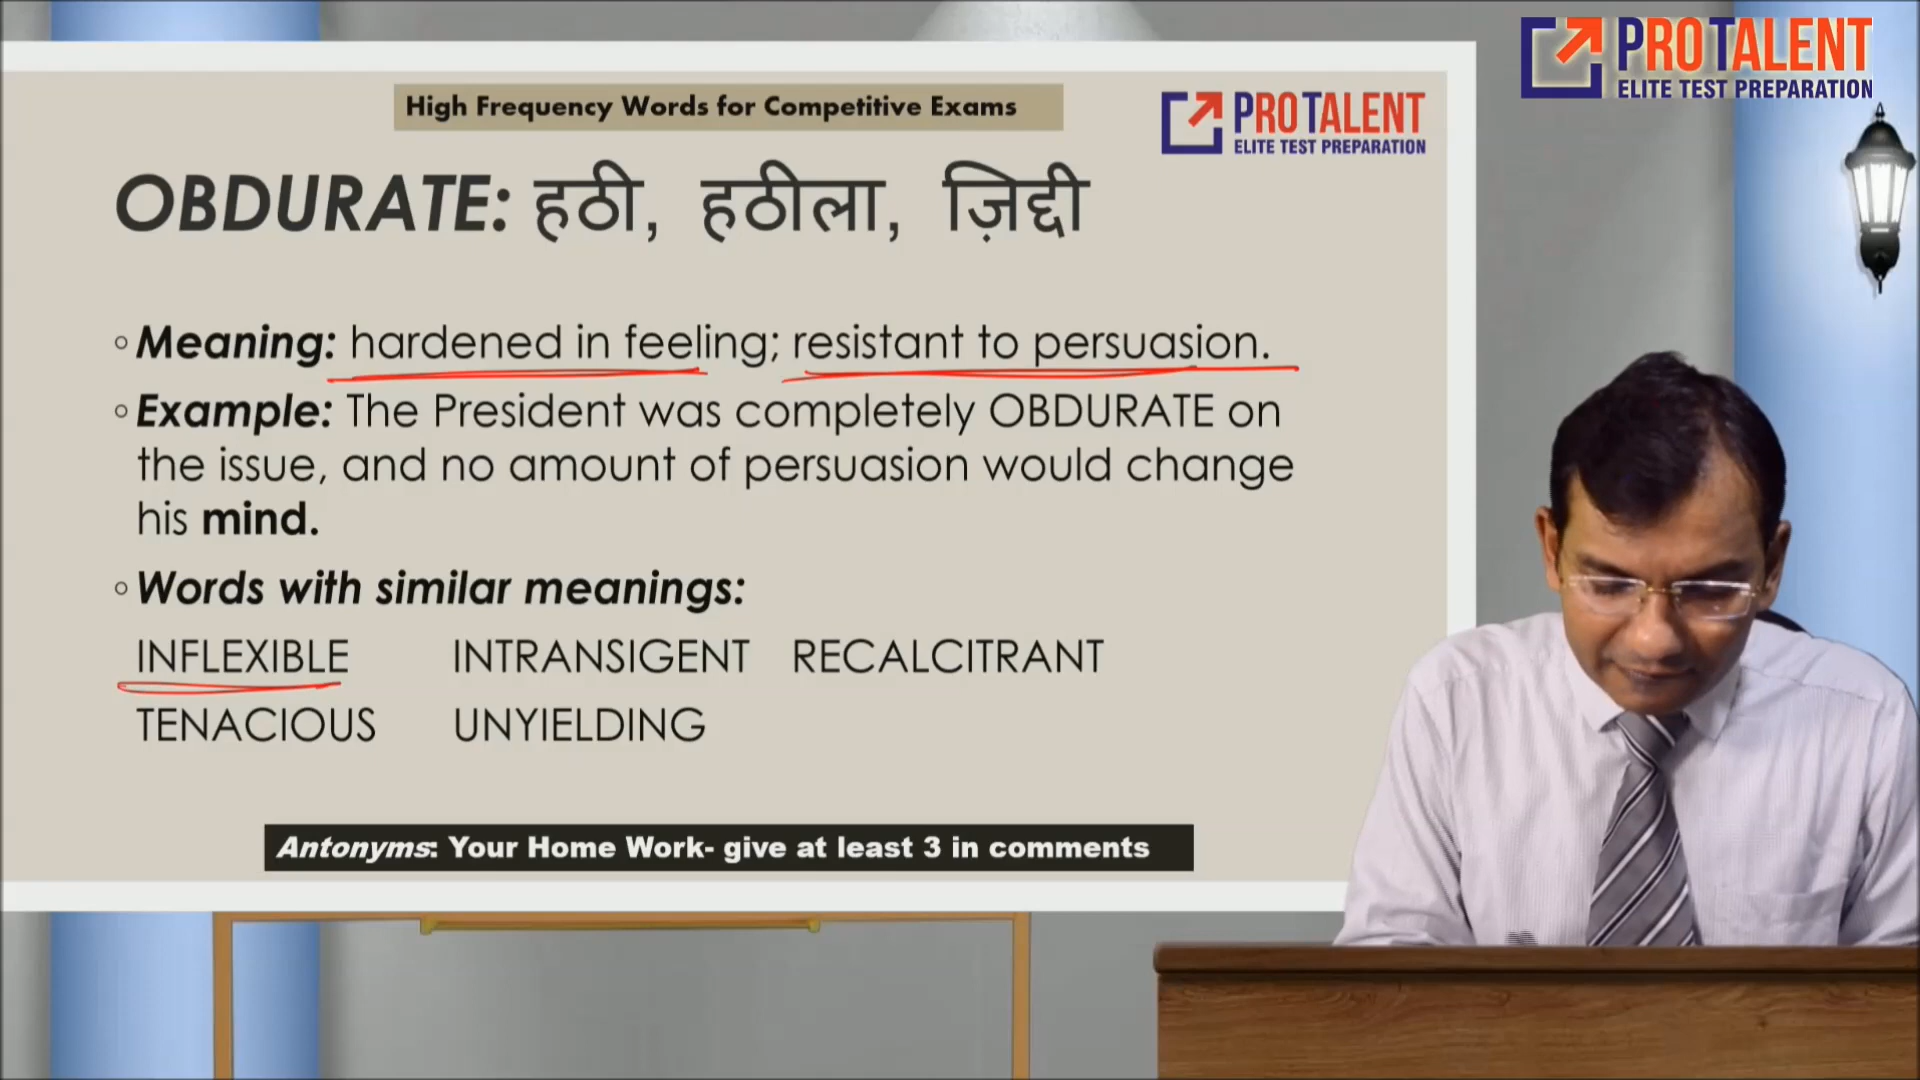 PROTALENT
ELITE TEST PREPARATION
High Frequency Words for Competitive Exams
PROTALENT
ELITE TEST PREPARATION
OBDURATE: हठी, हठीला, ज़िद्दी
Meaning: hardened in feeling; resistant to persuasion.
Example: The President was completely OBDURATE on
the issue, and no amount of persuasion would change
his mind.
Words with similar meanings:
INFLEXIBLE INTRANSIGENT RECALCITRANT
TENACIOUS UNYIELDING
Antonyms: Your Home Work- give at least 3 in comments